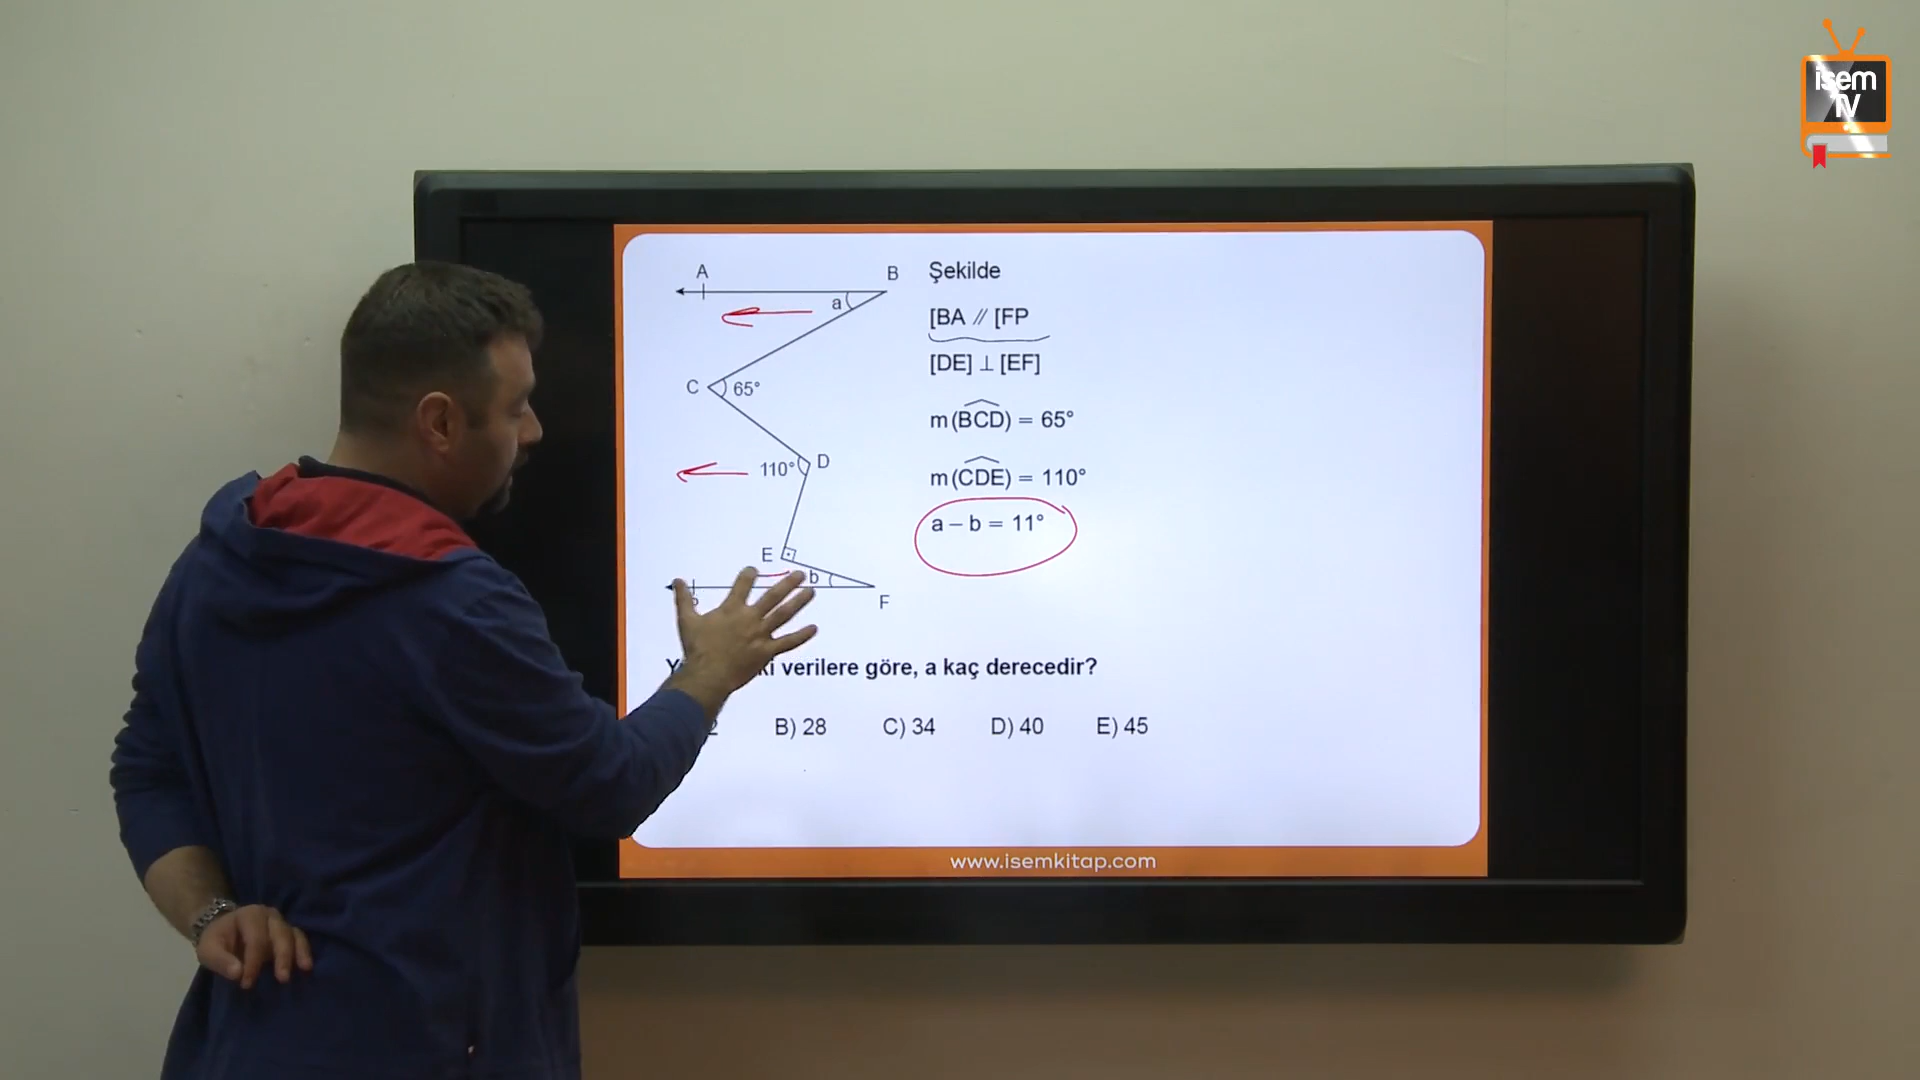 isem
TV
A
B
a
C
65°
110°
D
E
b
F
Şekilde
[BA // [FP
[DE] ⊥ [EF]
m(BCD) = 65°
m(CDE) = 110°
a – b = 11°
verilere göre, a kaç derecedir?
B) 28 C) 34 D) 40 E) 45
www.isemkitap.com